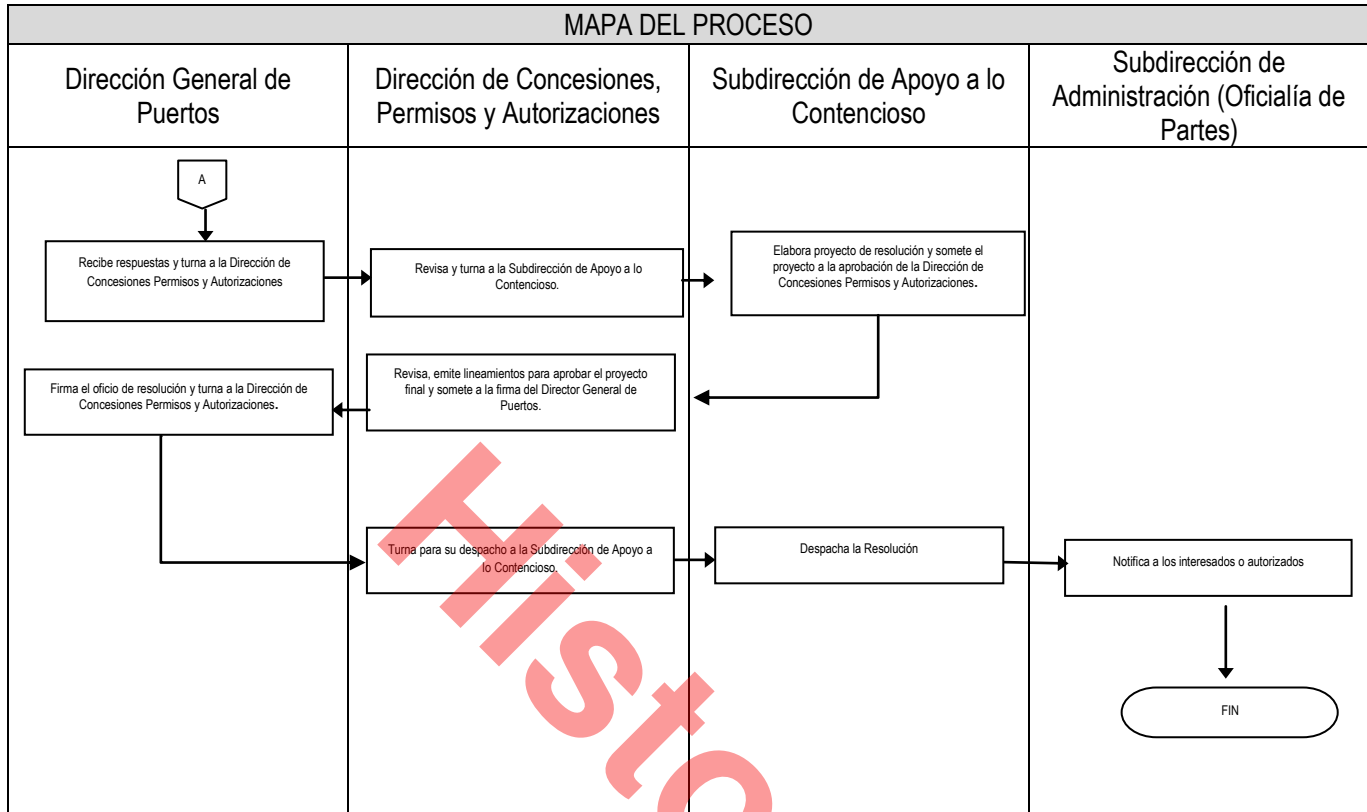 MAPA DEL PROCESO
Dirección General de
Puertos
Dirección de Concesiones,
Permisos y Autorizaciones
Subdirección de Apoyo a lo
Contencioso
Subdirección de
Administración (Oficialía de
Partes)
A
Recibe respuestas y turna a la Dirección de
Concesiones Permisos y Autorizaciones
Revisa y turna a la Subdirección de Apoyo a lo
Contencioso.
Elabora proyecto de resolución y somete el
proyecto a la aprobación de la Dirección de
Concesiones Permisos y Autorizaciones.
Revisa, emite lineamientos para aprobar el proyecto
final y somete a la firma del Director General de
Puertos.
Firma el oficio de resolución y turna a la Dirección de
Concesiones Permisos y Autorizaciones.
Turna para su despacho a la Subdirección de Apoyo a
lo Contencioso.
Despacha la Resolución
Notifica a los interesados o autorizados
FIN
Histo